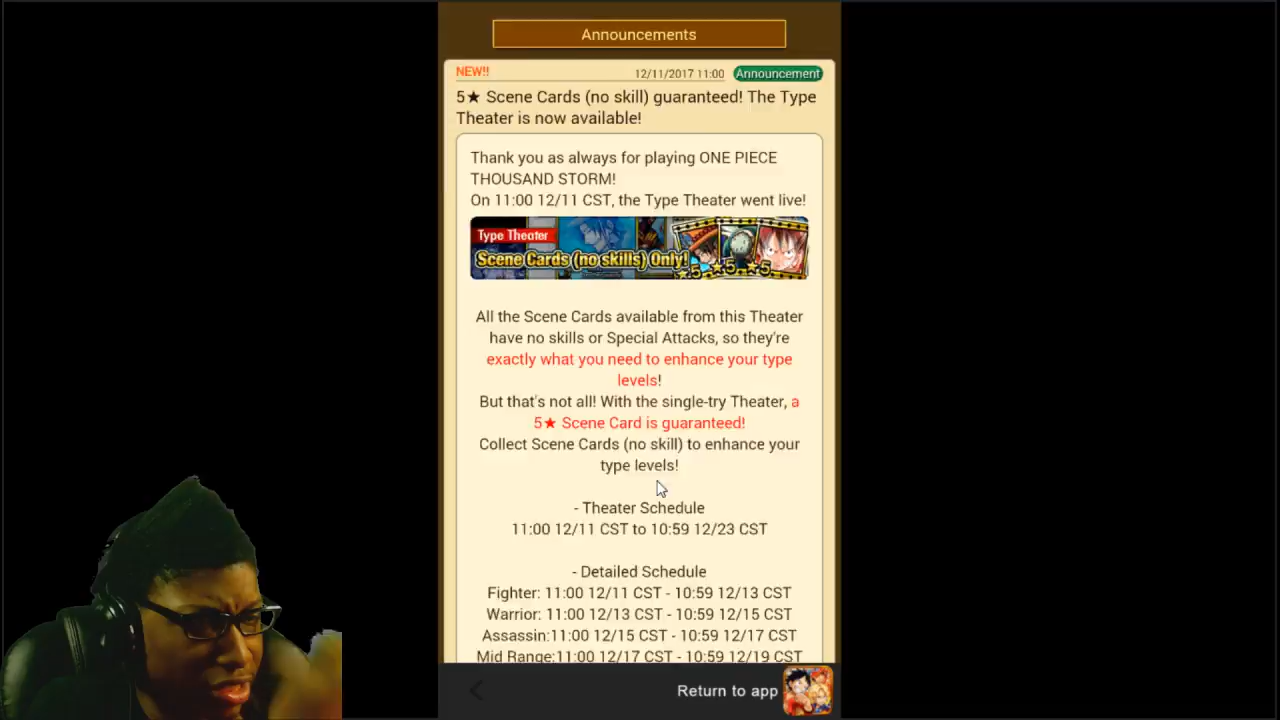 Announcements
NEW!!
12/11/2017 11:00 Announcement
5★ Scene Cards (no skill) guaranteed! The Type
Theater is now available!
Thank you as always for playing ONE PIECE
THOUSAND STORM!
On 11:00 12/11 CST, the Type Theater went live!
Type Theater
Scene Cards (no skills) Only!
★5 ★5 ★5
All the Scene Cards available from this Theater
have no skills or Special Attacks, so they're
exactly what you need to enhance your type
levels!
But that's not all! With the single-try Theater, a
5★ Scene Card is guaranteed!
Collect Scene Cards (no skill) to enhance your
type levels!
- Theater Schedule
11:00 12/11 CST to 10:59 12/23 CST
- Detailed Schedule
Fighter: 11:00 12/11 CST - 10:59 12/13 CST
Warrior: 11:00 12/13 CST - 10:59 12/15 CST
Assassin:11:00 12/15 CST - 10:59 12/17 CST
Mid Range:11:00 12/17 CST - 10:59 12/19 CST
Return to app